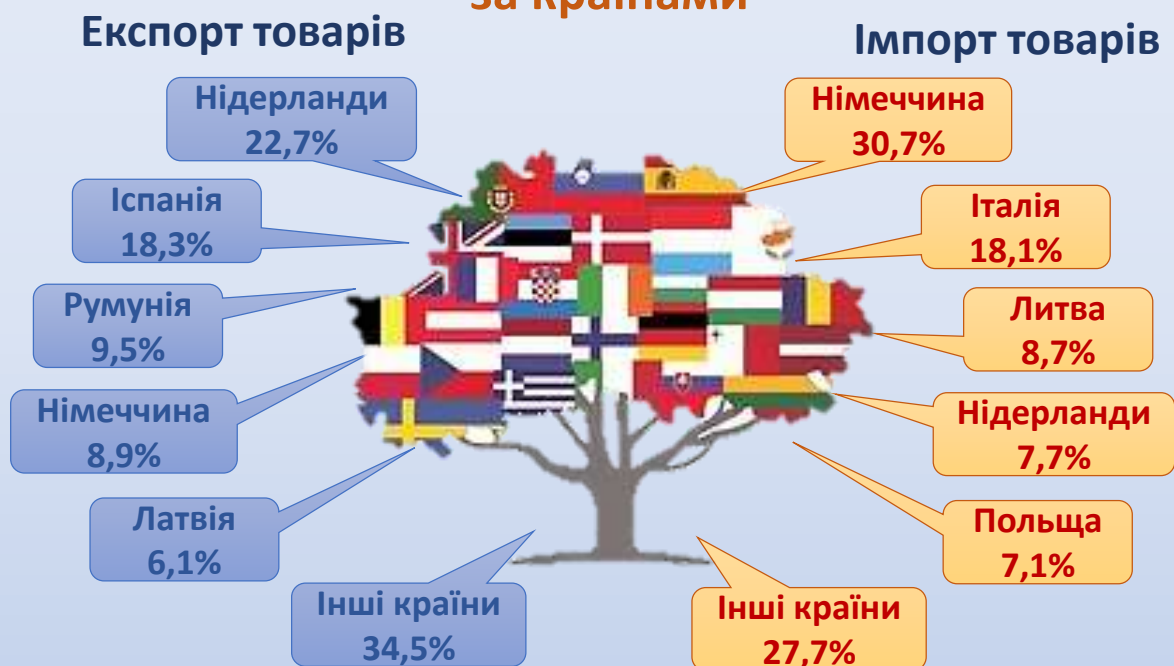 за країнами
Експорт товарів
Імпорт товарів
Нідерланди
22,7%
Іспанія
18,3%
Румунія
9,5%
Німеччина
8,9%
Латвія
6,1%
Інші країни
34,5%
Німеччина
30,7%
Італія
18,1%
Литва
8,7%
Нідерланди
7,7%
Польща
7,1%
Інші країни
27,7%